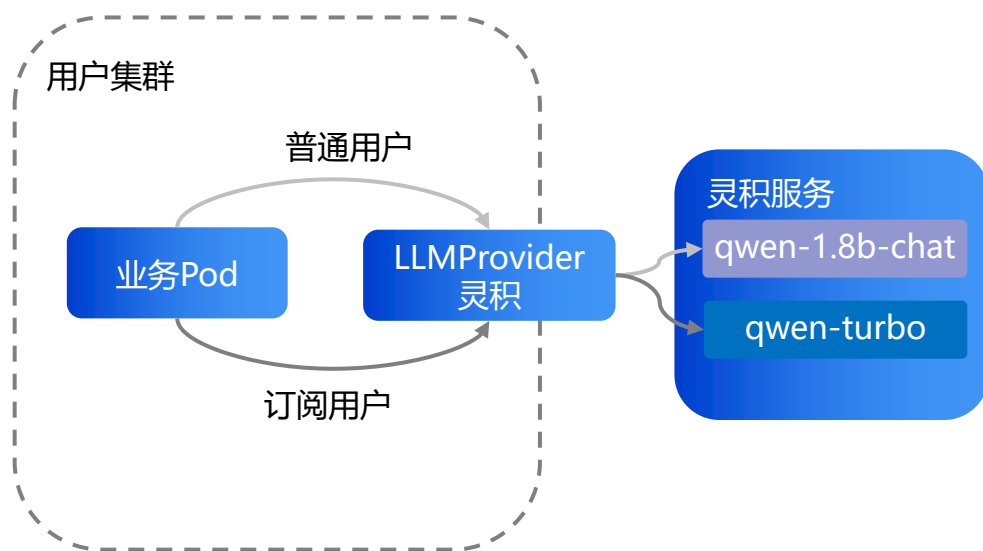 用户集群
普通用户
业务Pod
LLMProvider
灵积
订阅用户
灵积服务
qwen-1.8b-chat
qwen-turbo